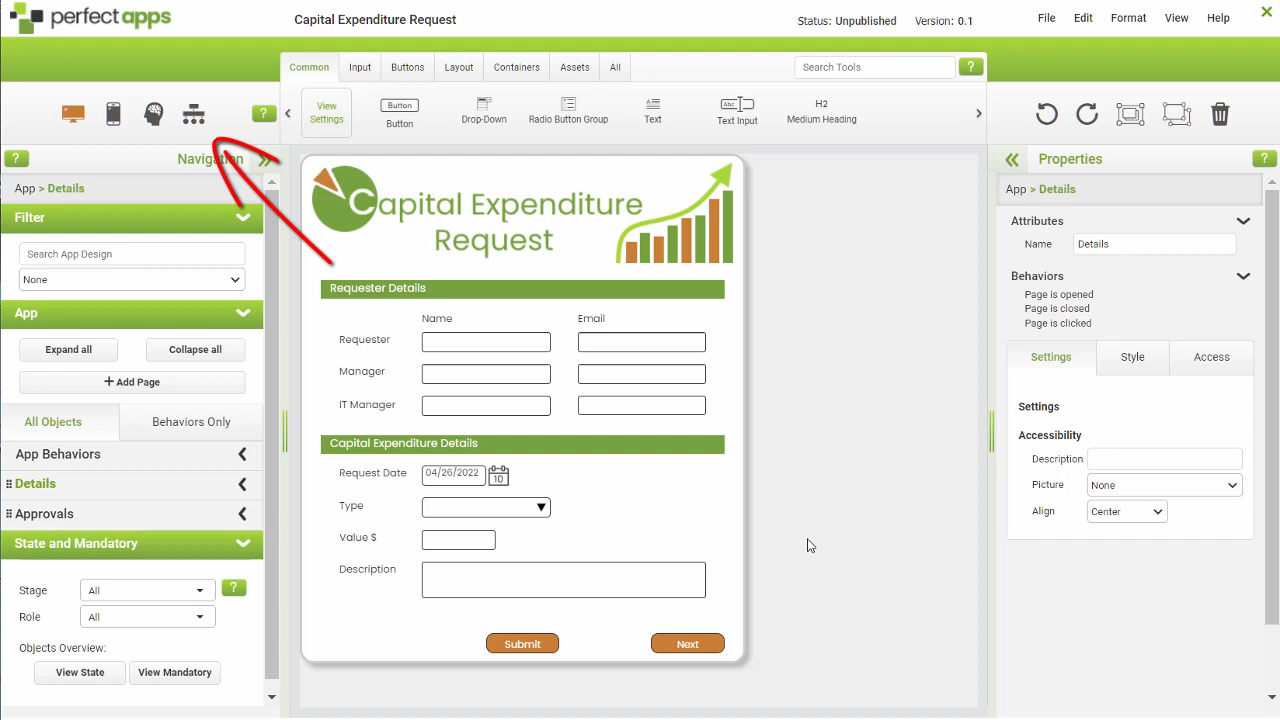 perfect apps
Capital Expenditure Request
Status: Unpublished
Version: 0.1
File
Edit
Format
View
Help
Common
Input
Buttons
Layout
Containers
Assets
All
Search Tools
?
?
View
Settings
Button
Button
Drop-Down
Radio Button Group
Text
Abc
Text Input
H2
Medium Heading
?
Navigation
App > Details
Filter
Search App Design
None
App
Expand all
Collapse all
+ Add Page
All Objects
Behaviors Only
App Behaviors
Details
Approvals
State and Mandatory
Stage
All
?
Role
All
Objects Overview:
View State
View Mandatory
Capital Expenditure
Request
Requester Details
Name
Email
Requester
Manager
IT Manager
Capital Expenditure Details
Request Date
04/26/2022
10
Type
Value $
Description
Submit
Next
Properties
?
App > Details
Attributes
Name
Details
Behaviors
Page is opened
Page is closed
Page is clicked
Settings
Style
Access
Settings
Accessibility
Description
Picture
None
Align
Center